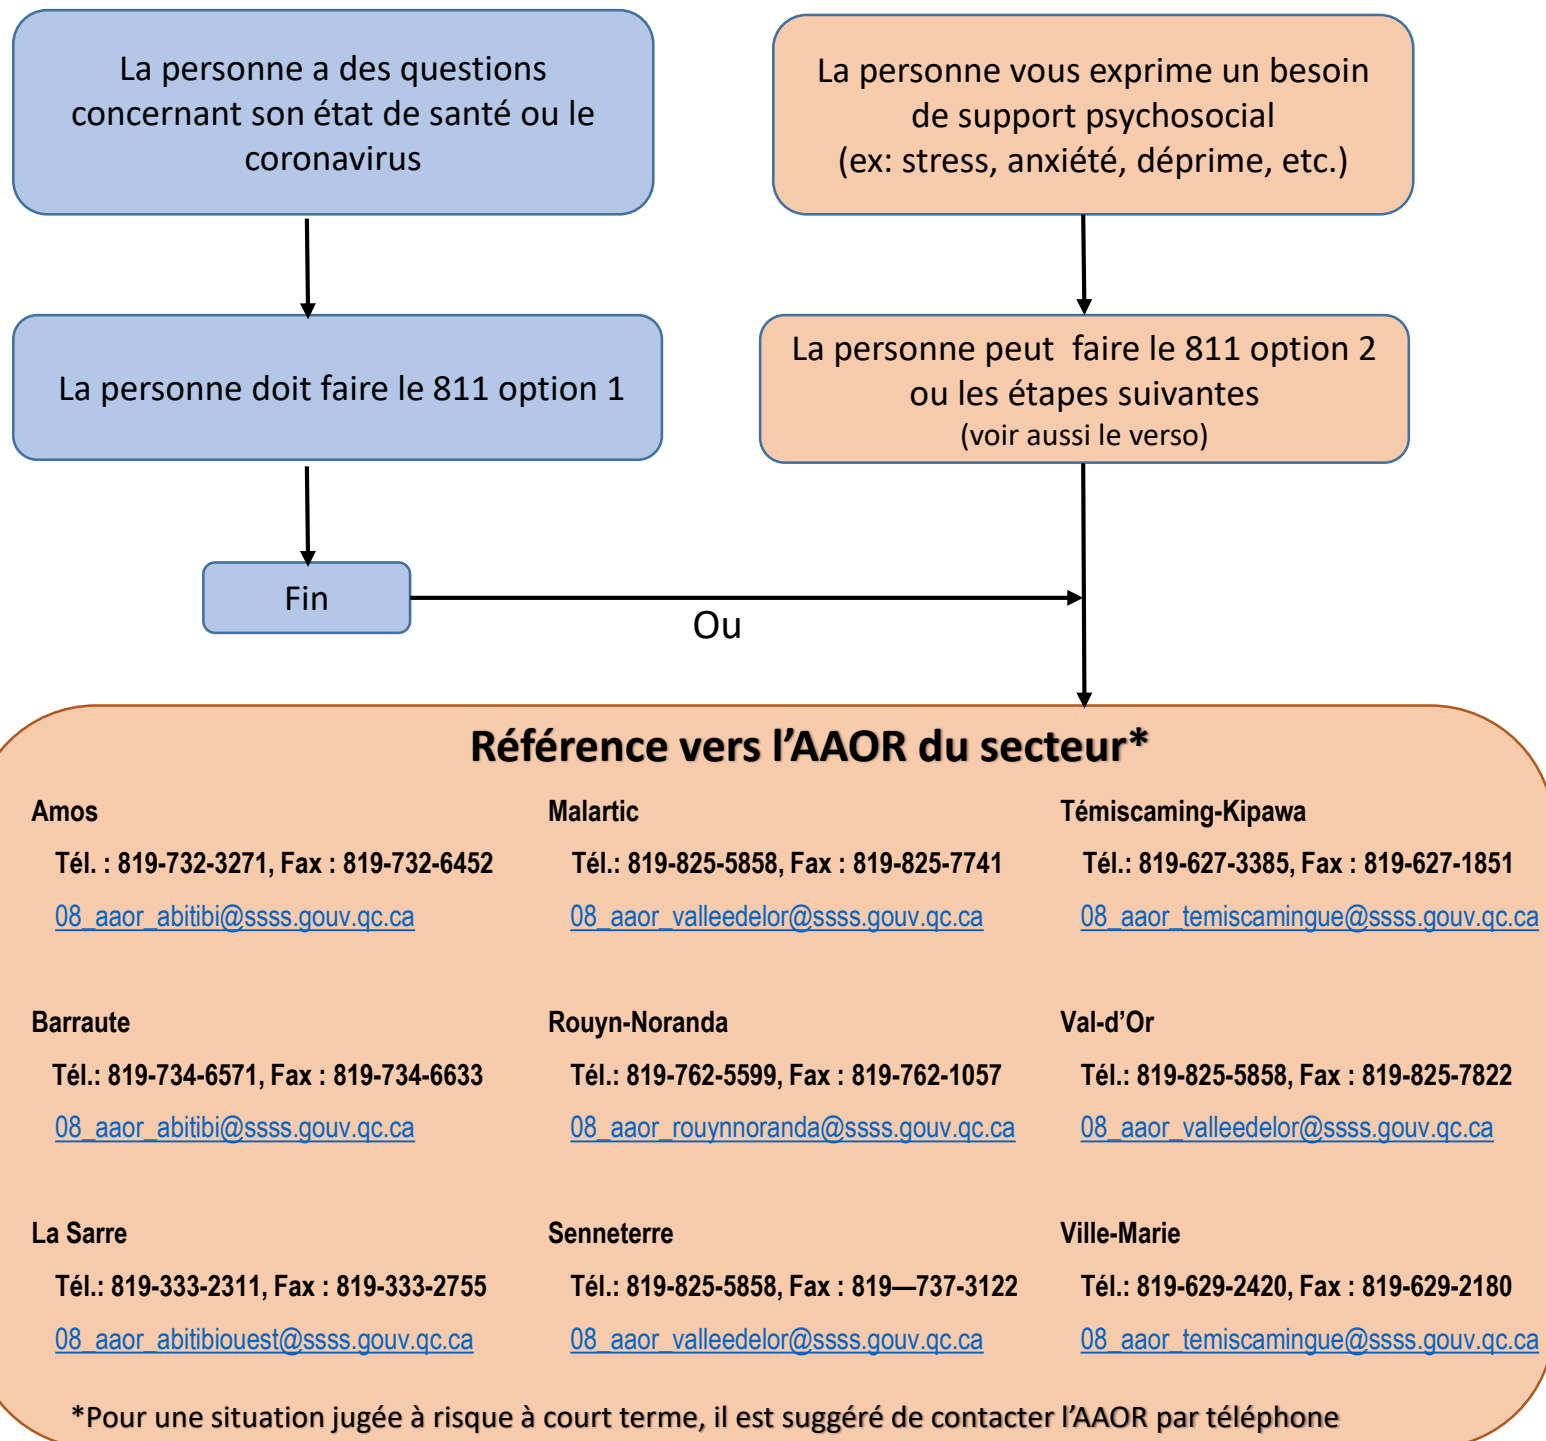 La personne a des questions
concernant son état de santé ou le
coronavirus
La personne vous exprime un besoin
de support psychosocial
(ex: stress, anxiété, déprime, etc.)
La personne doit faire le 811 option 1
La personne peut  faire le 811 option 2
ou les étapes suivantes
(voir aussi le verso)
Fin
Ou
Référence vers l’AAOR du secteur*
Amos
Tél. : 819-732-3271, Fax : 819-732-6452
08_aaor_abitibi@ssss.gouv.qc.ca
Barraute
Tél.: 819-734-6571, Fax : 819-734-6633
08_aaor_abitibi@ssss.gouv.qc.ca
La Sarre
Tél.: 819-333-2311, Fax : 819-333-2755
08_aaor_abitibiouest@ssss.gouv.qc.ca
Malartic
Tél.: 819-825-5858, Fax : 819-825-7741
08_aaor_valleedelor@ssss.gouv.qc.ca
Rouyn-Noranda
Tél.: 819-762-5599, Fax : 819-762-1057
08_aaor_rouynnoranda@ssss.gouv.qc.ca
Senneterre
Tél.: 819-825-5858, Fax : 819—737-3122
08_aaor_valleedelor@ssss.gouv.qc.ca
Témiscaming-Kipawa
Tél.: 819-627-3385, Fax : 819-627-1851
08_aaor_temiscamingue@ssss.gouv.qc.ca
Val-d’Or
Tél.: 819-825-5858, Fax : 819-825-7822
08_aaor_valleedelor@ssss.gouv.qc.ca
Ville-Marie
Tél.: 819-629-2420, Fax : 819-629-2180
08_aaor_temiscamingue@ssss.gouv.qc.ca
*Pour une situation jugée à risque à court terme, il est suggéré de contacter l’AAOR par téléphone